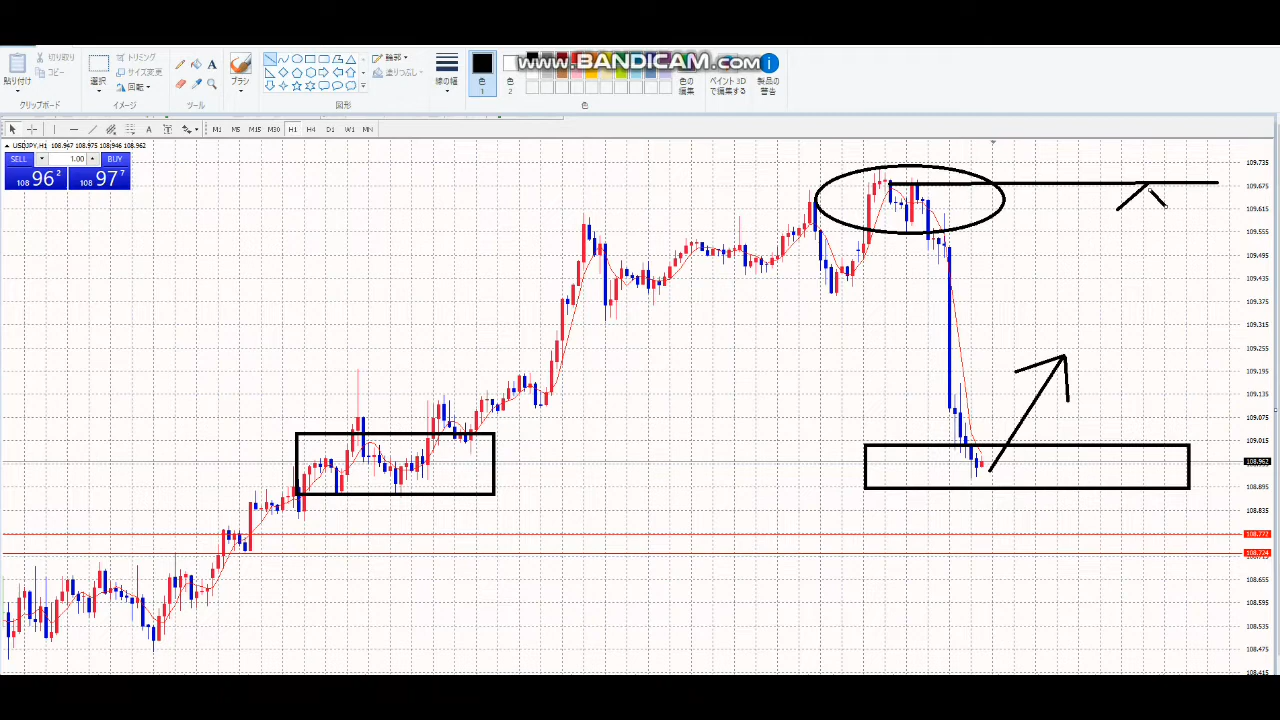 www.BANDICAM.com
貼り付け
切り取り
コピー
クリップボード
選択
トリミング
サイズ変更
回転
イメージ
A
ツール
ブラシ
輪郭
塗りつぶし
図形
線の幅
色
1
色
2
色の
編集
色
ペイント 3D
で編集する
製品の
警告
A T M1 M5 M15 M30 H1 H4 D1 W1 MN
USDJPY,H1 108.947 108.975 108.946 108.962
SELL 1.00 BUY
108 96 2
108 97 7
109.735
109.675
109.615
109.555
109.495
109.435
109.375
109.315
109.255
109.195
109.135
109.075
109.015
108.962
108.895
108.835
108.777
108.724
108.655
108.595
108.535
108.475
108.415